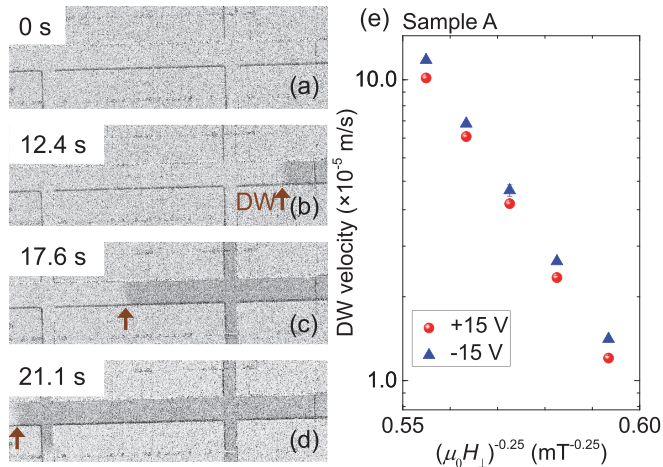 0 s
(a)
12.4 s
DW
(b)
17.6 s
(c)
21.1 s
(d)
(e) Sample A
DW velocity (×10⁻⁵ m/s)
10.0
1.0
+15 V
-15 V
0.55
0.60
(μ₀H⊥)⁻⁰·²⁵ (mT⁻⁰·²⁵)